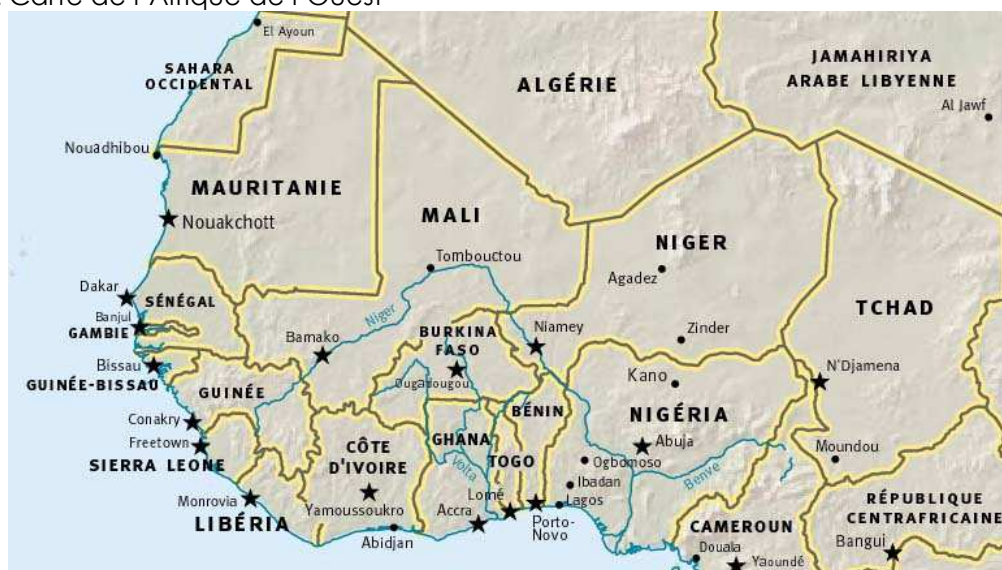 Carte de l'Afrique de l'Ouest
El Ayoun
SAHARA
OCCIDENTAL
ALGÉRIE
JAMAHIRIYA
ARABE LIBYENNE
Al Jawf
Nouadhibou
MAURITANIE
Nouakchott
MALI
NIGER
Tombouctou
Agadez
Dakar
SÉNÉGAL
TCHAD
Banjul
GAMBIE
Niger
Bamako
BURKINA
FASO
Niamey
Zinder
Bissau
GUINÉE-BISSAU
GUINÉE
Ougadougou
Kano
N'Djamena
BÉNIN
NIGÉRIA
Conakry
Freetown
SIERRA LEONE
CÔTE
D'IVOIRE
GHANA
TOGO
Volta
Abuja
Ogbomoso
Benve
Moundou
Ibadan
Monrovia
LIBÉRIA
Yamoussoukro
Accra
Lomé
Lagos
Porto-
Novo
Abidjan
CAMEROUN
Douala
Yaoundé
RÉPUBLIQUE
CENTRAFRICAINE
Bangui